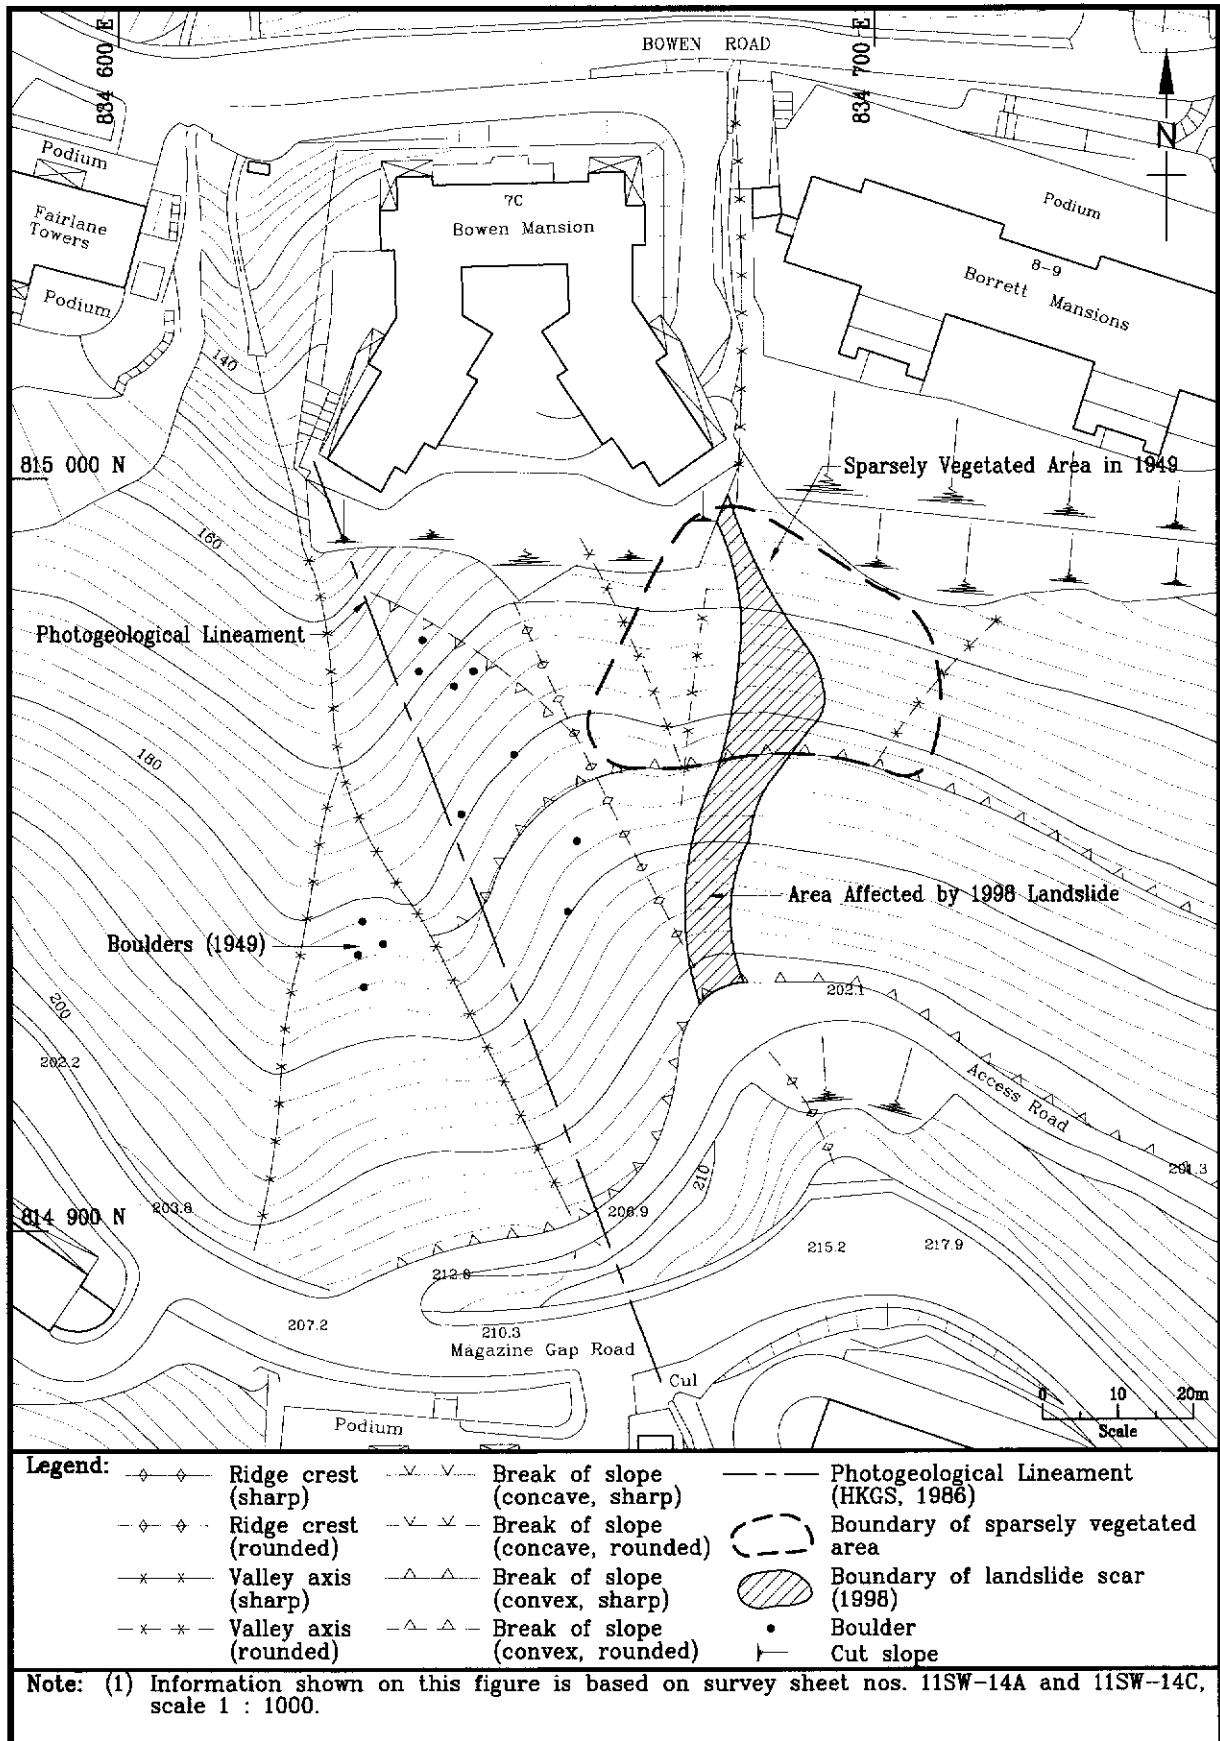 BOWEN ROAD
834 600 E
834 700 E
N
Podium
Fairlane
Towers
Podium
7C
Bowen Mansion
Podium
8-9
Borrett Mansions
140
815 000 N
Sparsely Vegetated Area in 1949
160
Photogeological Lineament
180
Area Affected by 1998 Landslide
Boulders (1949)
200
202.1
202.2
Access Road
210
201.3
203.8
206.9
814 900 N
215.2
217.9
212.8
207.2
210.3
Magazine Gap Road
Cul
Podium
0 10 20m
Scale
Legend:
Ridge crest
(sharp)
Ridge crest
(rounded)
Valley axis
(sharp)
Valley axis
(rounded)
Break of slope
(concave, sharp)
Break of slope
(concave, rounded)
Break of slope
(convex, sharp)
Break of slope
(convex, rounded)
Photogeological Lineament
(HKGS, 1986)
Boundary of sparsely vegetated
area
Boundary of landslide scar
(1998)
Boulder
Cut slope
Note: (1) Information shown on this figure is based on survey sheet nos. 11SW-14A and 11SW-14C,
scale 1 : 1000.